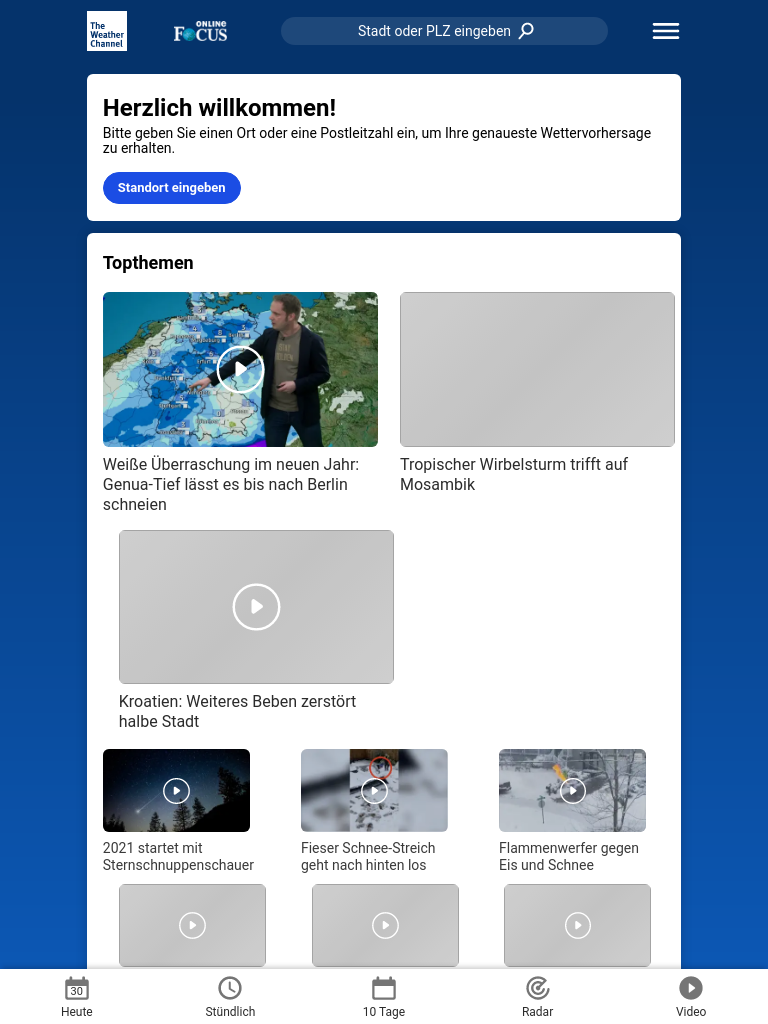 The
Weather
Channel
ONLINE
FOCUS
Stadt oder PLZ eingeben
Herzlich willkommen!
Bitte geben Sie einen Ort oder eine Postleitzahl ein, um Ihre genaueste Wettervorhersage
zu erhalten.
Standort eingeben
Topthemen
Weiße Überraschung im neuen Jahr:
Genua-Tief lässt es bis nach Berlin
schneien
Tropischer Wirbelsturm trifft auf
Mosambik
Kroatien: Weiteres Beben zerstört
halbe Stadt
2021 startet mit
Sternschnuppenschauer
Fieser Schnee-Streich
geht nach hinten los
Flammenwerfer gegen
Eis und Schnee
30
Heute
Stündlich
10 Tage
Radar
Video